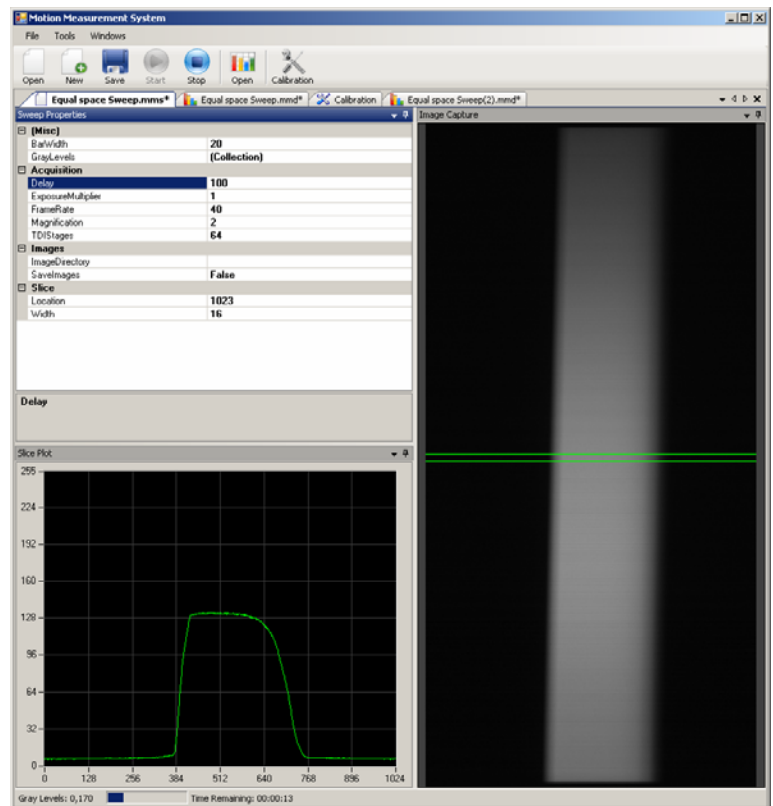 Motion Measurement System
File Tools Windows
Open New Save Start Stop Open Calibration
Equal space Sweep.mms* Equal space Sweep.mmd* Calibration Equal space Sweep(2).mmd*
Sweep Properties
(Misc)
BarWidth 20
GrayLevels (Collection)
Acquisition
Delay 100
ExposureMultiplier 1
FrameRate 40
Magnification 2
TDIStages 64
Images
ImageDirectory
SaveImages False
Slice
Location 1023
Width 16
Delay
Slice Plot
255
224
192
160
128
96
64
32
0
0 128 256 384 512 640 768 896 1024
Image Capture
Gray Levels: 0,170 Time Remaining: 00:00:13